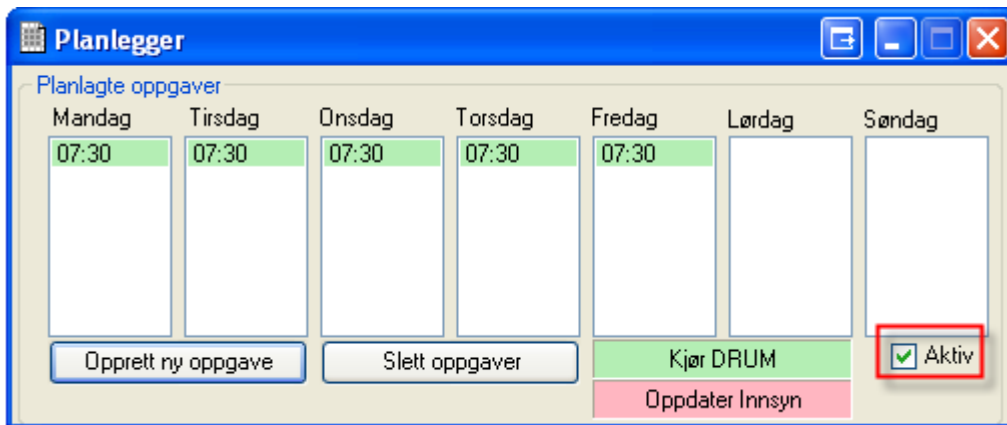 Planlegger
Planlagte oppgaver
Mandag Tirsdag Onsdag Torsdag Fredag Lørdag Søndag
07:30 07:30 07:30 07:30 07:30
Opprett ny oppgave Slett oppgaver Kjør DRUM Aktiv
Oppdater Innsyn